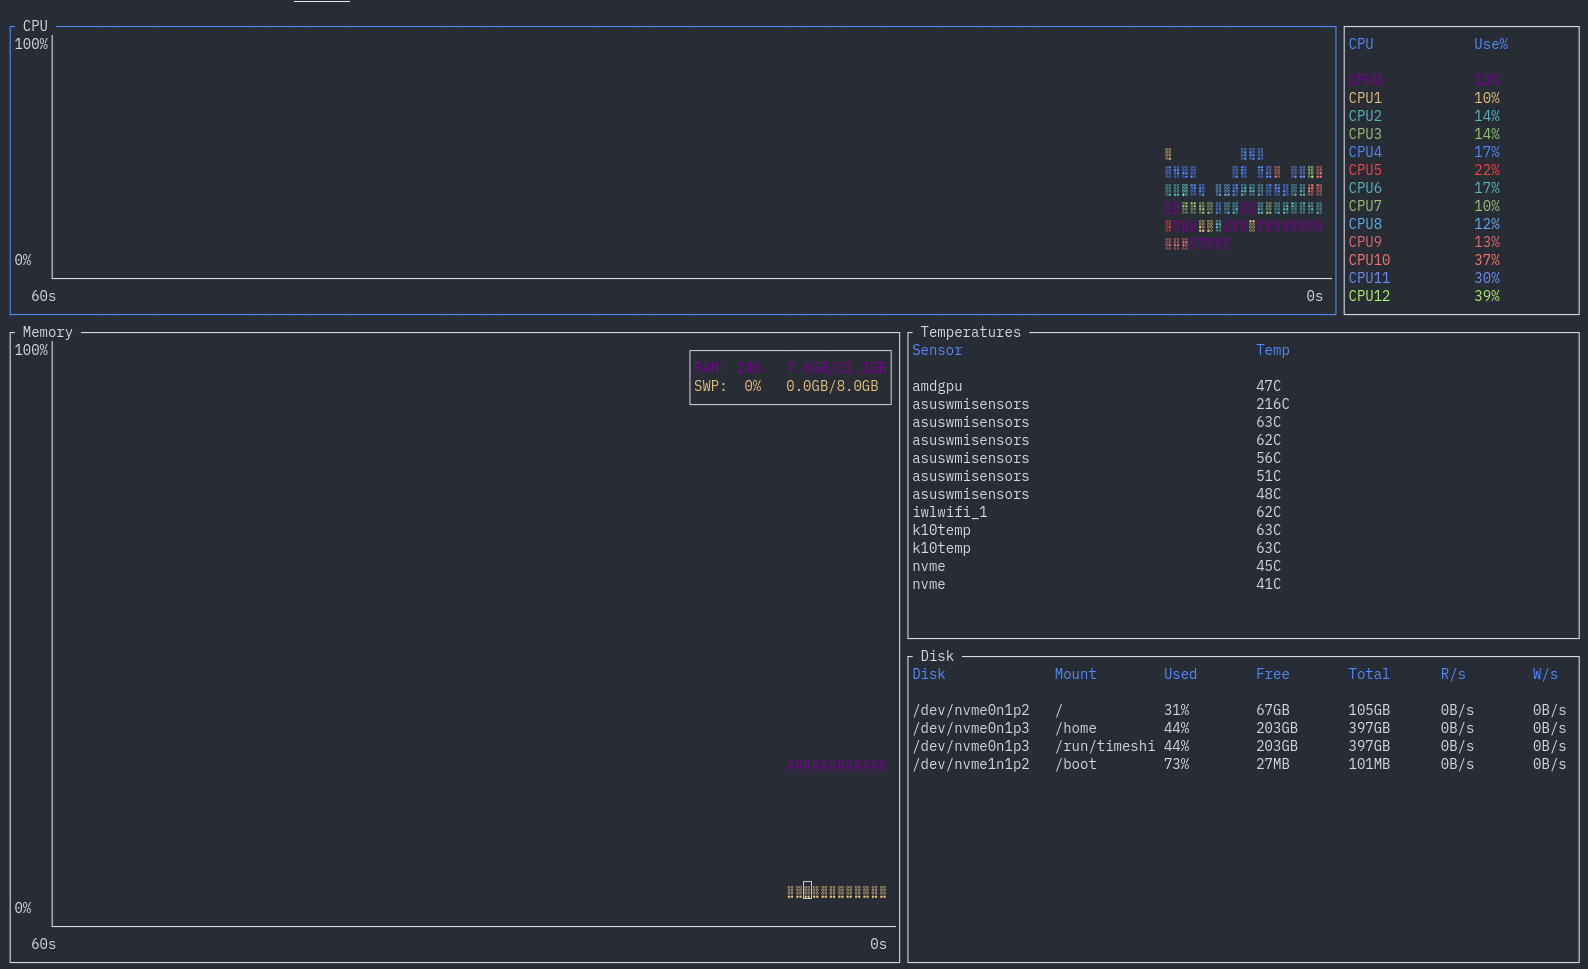 CPU
100%
0%
60s 0s
CPU Use%
CPU0 13%
CPU1 10%
CPU2 14%
CPU3 14%
CPU4 17%
CPU5 22%
CPU6 17%
CPU7 10%
CPU8 12%
CPU9 13%
CPU10 37%
CPU11 30%
CPU12 39%
Memory
100%
RAM: 24% 7.6GB/32.1GB
SWP: 0% 0.0GB/8.0GB
0%
60s 0s
Temperatures
Sensor Temp
amdgpu 47C
asuswmisensors 216C
asuswmisensors 63C
asuswmisensors 62C
asuswmisensors 56C
asuswmisensors 51C
asuswmisensors 48C
iwlwifi_1 62C
k10temp 63C
k10temp 63C
nvme 45C
nvme 41C
Disk
Disk Mount Used Free Total R/s W/s
/dev/nvme0n1p2 / 31% 67GB 105GB 0B/s 0B/s
/dev/nvme0n1p3 /home 44% 203GB 397GB 0B/s 0B/s
/dev/nvme0n1p3 /run/timeshi 44% 203GB 397GB 0B/s 0B/s
/dev/nvme1n1p2 /boot 73% 27MB 101MB 0B/s 0B/s